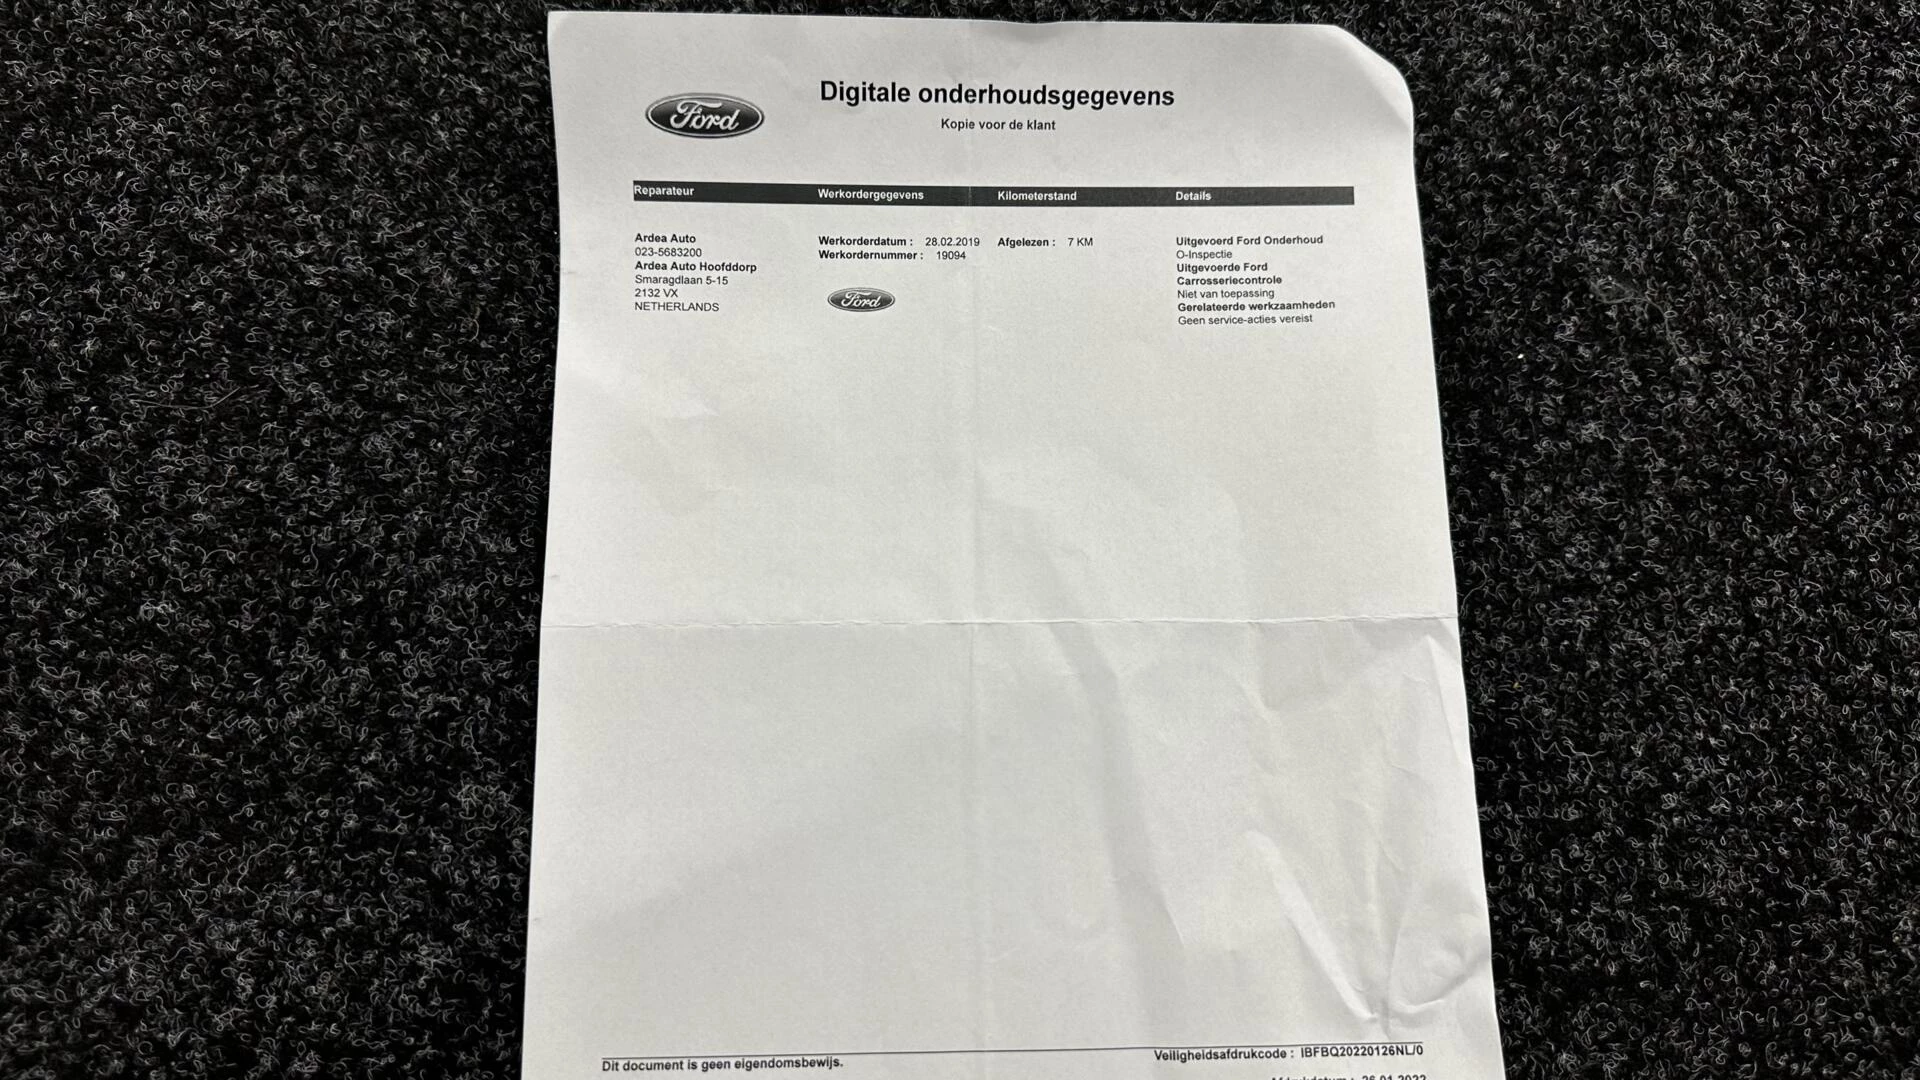 Ford
Digitale onderhoudsgegevens
Kopie voor de klant
Reparateur Werkordergegevens Kilometerstand Details
Ardea Auto
023-5683200
Ardea Auto Hoofddorp
Smaragdlaan 5-15
2132 VX
NETHERLANDS
Werkorderdatum : 28.02.2019
Werkordernummer : 19094
Ford
Afgelezen : 7 KM
Uitgevoerd Ford Onderhoud
O-Inspectie
Uitgevoerde Ford
Carrosseriecontrole
Niet van toepassing
Gerelateerde werkzaamheden
Geen service-acties vereist
Dit document is geen eigendomsbewijs.
Veiligheidsafdrukcode : IBFBQ20220126NL/0